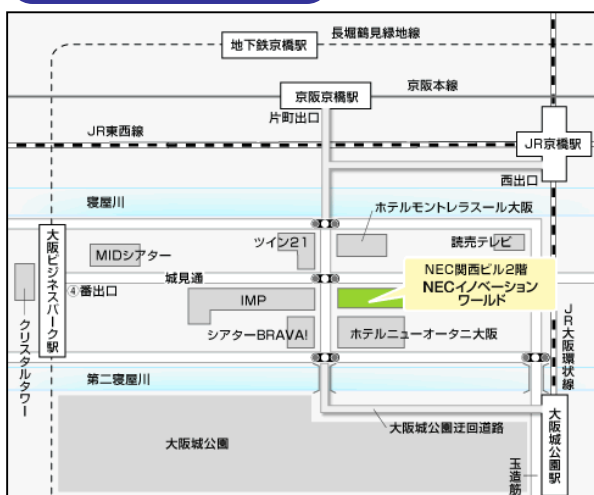 長堀鶴見緑地線
地下鉄京橋駅
京阪京橋駅
京阪本線
片町出口
JR東西線
JR京橋駅
西出口
寝屋川
ホテルモントレラスール大阪
ツイン21
読売テレビ
MIDシアター
大阪ビジネスパーク駅
城見通
④番出口
NEC関西ビル2階
NECイノベーション
ワールド
IMP
シアターBRAVA!
ホテルニューオータニ大阪
クリスタルタワー
JR大阪環状線
第二寝屋川
大阪城公園迂回道路
大阪城公園
大阪城公園駅
玉造筋